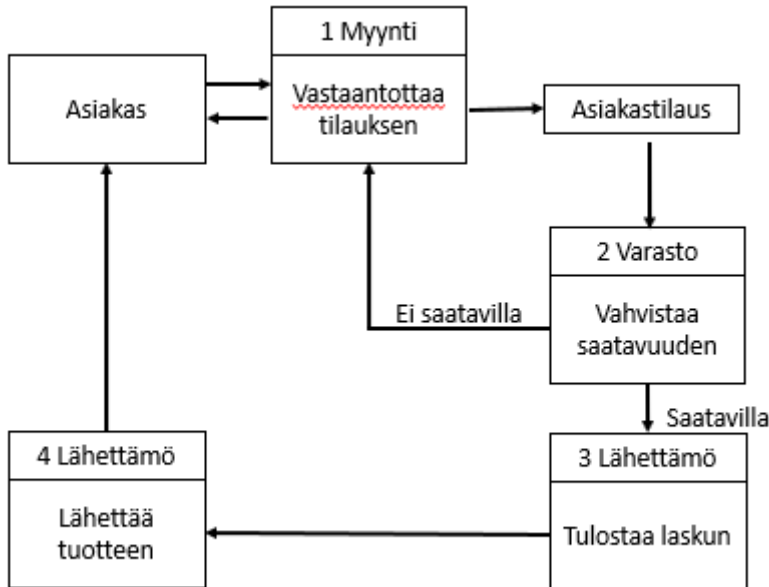 1 Myynti
Asiakas
Vastaantottaa
tilauksen
Asiakastilaus
2 Varasto
Ei saatavilla
Vahvistaa
saatavuuden
Saatavilla
4 Lähettämö
3 Lähettämö
Lähettää
tuotteen
Tulostaa laskun